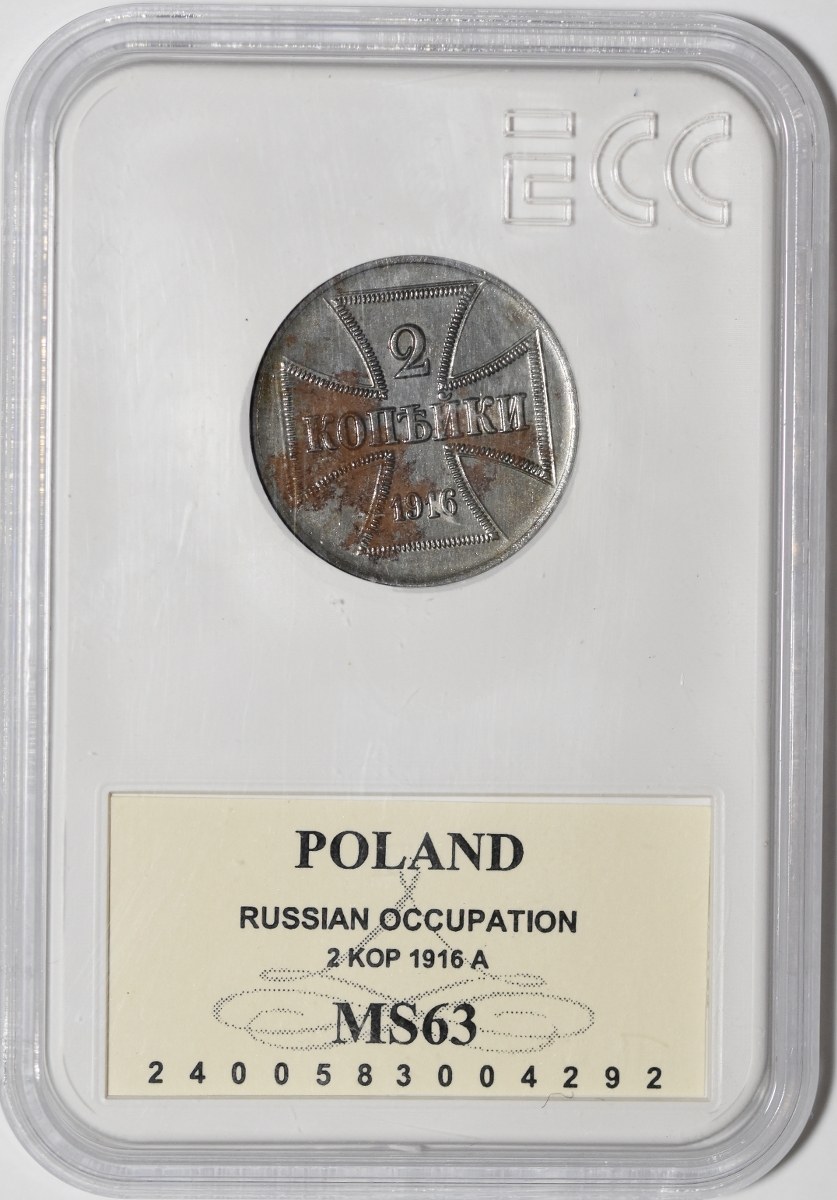 ECC
2
КОПѢЙКИ
1916
POLAND
RUSSIAN OCCUPATION
2 KOP 1916 A
MS63
2400583004292